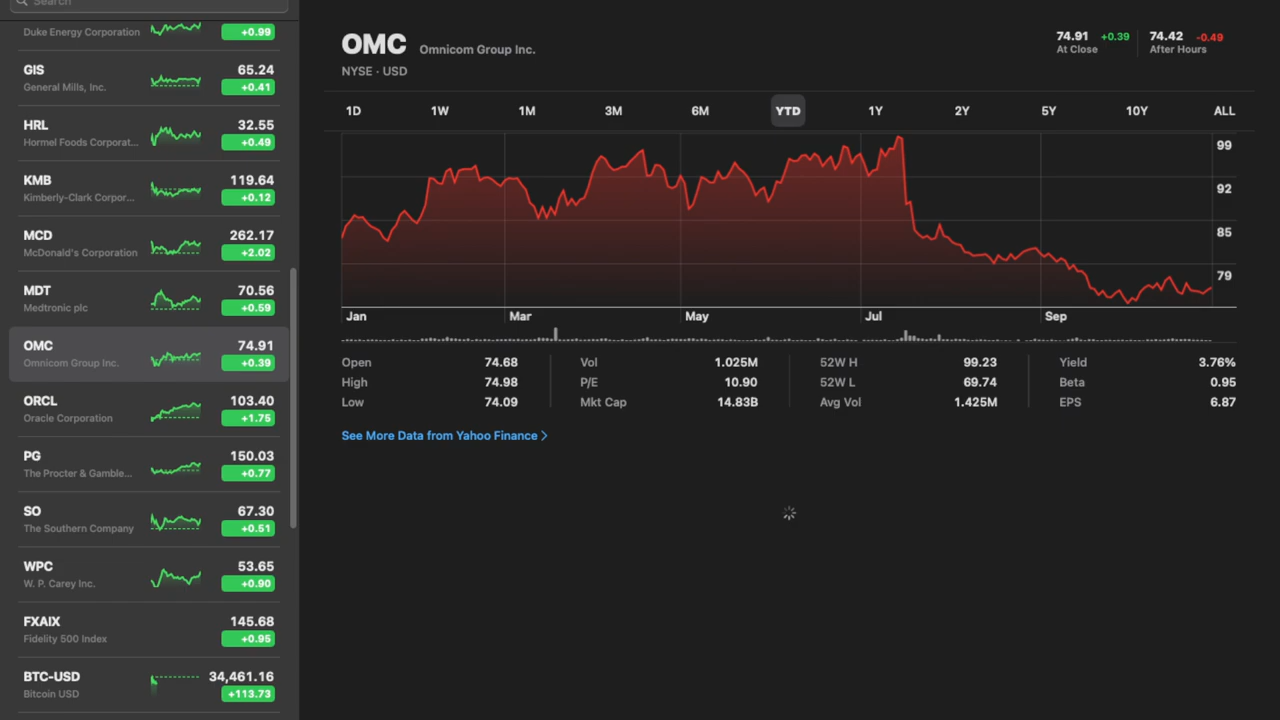 Search
Duke Energy Corporation +0.99
GIS 65.24
General Mills, Inc. +0.41
HRL 32.55
Hormel Foods Corporat... +0.49
KMB 119.64
Kimberly-Clark Corpor... +0.12
MCD 262.17
McDonald's Corporation +2.02
MDT 70.56
Medtronic plc +0.59
OMC 74.91
Omnicom Group Inc. +0.39
ORCL 103.40
Oracle Corporation +1.75
PG 150.03
The Procter & Gamble... +0.77
SO 67.30
The Southern Company +0.51
WPC 53.65
W. P. Carey Inc. +0.90
FXAIX 145.68
Fidelity 500 Index +0.95
BTC-USD 34,461.16
Bitcoin USD +113.73
OMC Omnicom Group Inc.
NYSE · USD
74.91 +0.39 74.42 -0.49
At Close After Hours
1D 1W 1M 3M 6M YTD 1Y 2Y 5Y 10Y ALL
99
92
85
79
Jan Mar May Jul Sep
Open 74.68 Vol 1.025M 52W H 99.23 Yield 3.76%
High 74.98 P/E 10.90 52W L 69.74 Beta 0.95
Low 74.09 Mkt Cap 14.83B Avg Vol 1.425M EPS 6.87
See More Data from Yahoo Finance >